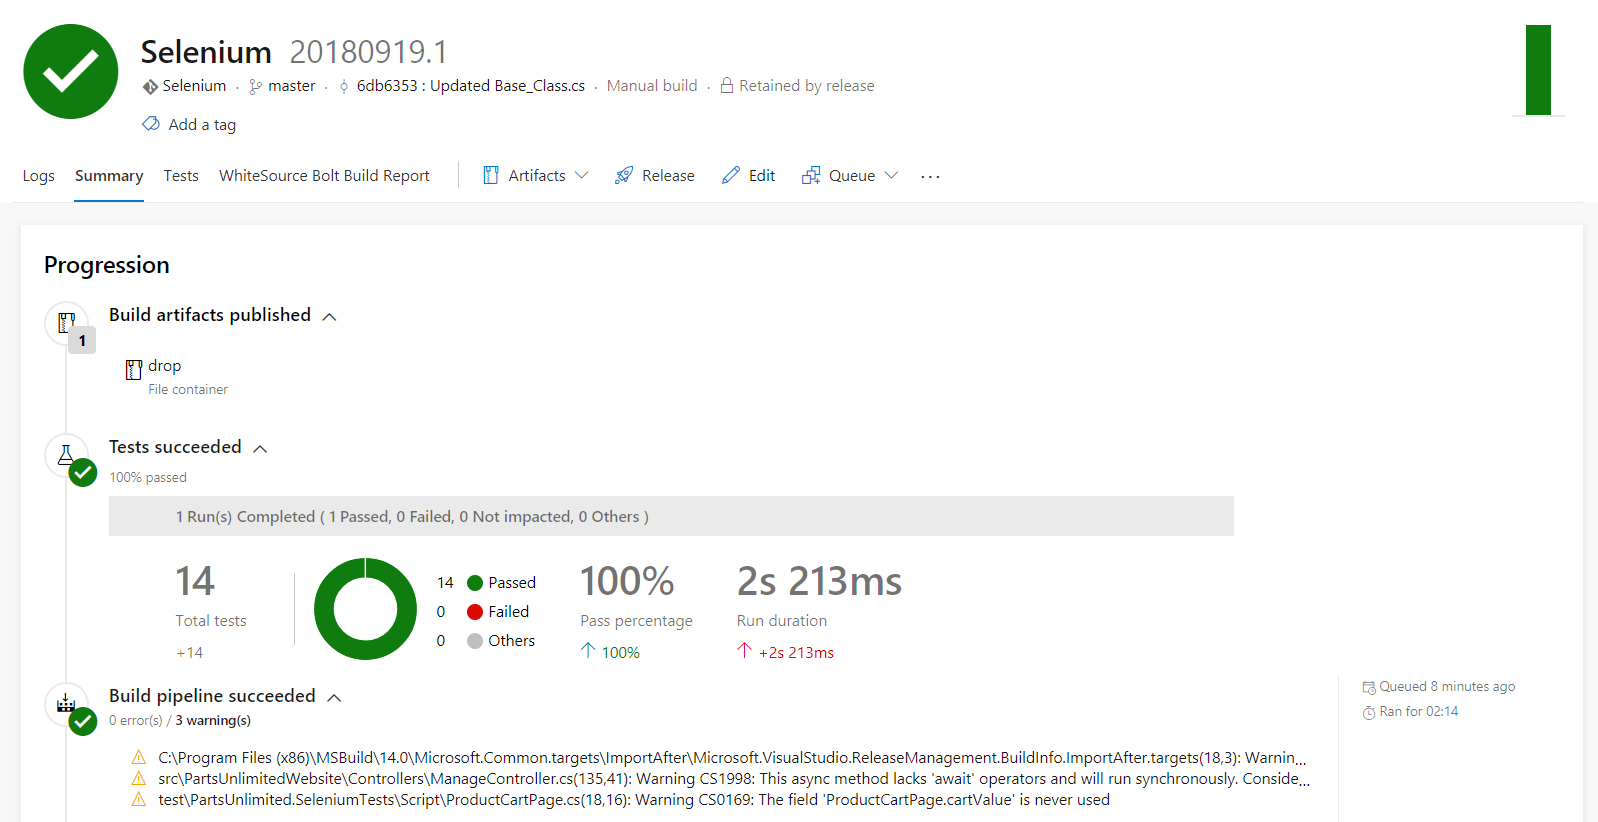 Selenium 20180919.1
Selenium · master · 6db6353 : Updated Base_Class.cs · Manual build · Retained by release
Add a tag
Logs Summary Tests WhiteSource Bolt Build Report Artifacts Release Edit Queue ...
Progression
Build artifacts published
1
drop
File container
Tests succeeded
100% passed
1 Run(s) Completed ( 1 Passed, 0 Failed, 0 Not impacted, 0 Others )
14 Total tests +14
14 Passed
0 Failed
0 Others
100%
Pass percentage
100%
2s 213ms
Run duration
+2s 213ms
Build pipeline succeeded
0 error(s) / 3 warning(s)
Queued 8 minutes ago
Ran for 02:14
C:\Program Files (x86)\MSBuild\14.0\Microsoft.Common.targets\ImportAfter\Microsoft.VisualStudio.ReleaseManagement.BuildInfo.ImportAfter.targets(18,3): Warnin...
src\PartsUnlimitedWebsite\Controllers\ManageController.cs(135,41): Warning CS1998: This async method lacks 'await' operators and will run synchronously. Conside...
test\PartsUnlimited.SeleniumTests\Script\ProductCartPage.cs(18,16): Warning CS0169: The field 'ProductCartPage.cartValue' is never used